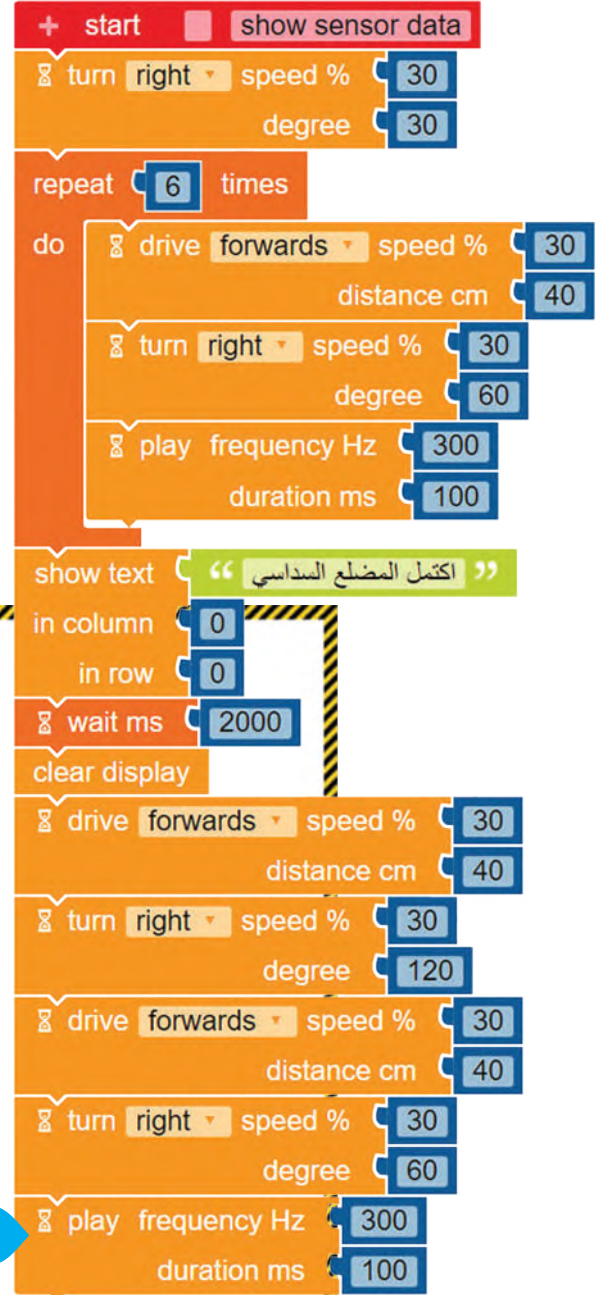 + start show sensor data
turn right speed % 30
degree 30
repeat 6 times
do drive forwards speed % 30
distance cm 40
turn right speed % 30
degree 60
play frequency Hz 300
duration ms 100
show text “ اكتمل المضلع السداسي ”
in column 0
in row 0
wait ms 2000
clear display
drive forwards speed % 30
distance cm 40
turn right speed % 30
degree 120
drive forwards speed % 30
distance cm 40
turn right speed % 30
degree 60
play frequency Hz 300
duration ms 100